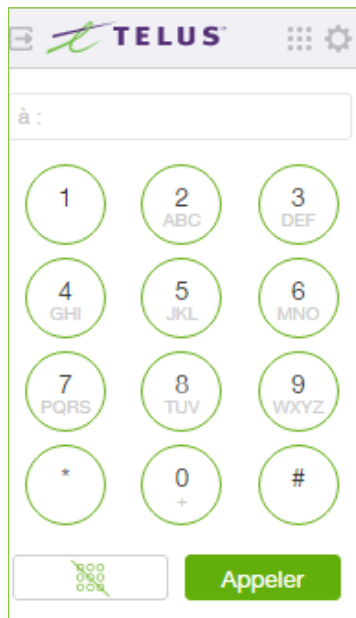 TELUS
à :
1 2 3
ABC DEF
4 5 6
GHI JKL MNO
7 8 9
PQRS TUV WXYZ
* 0 #
+
Appeler